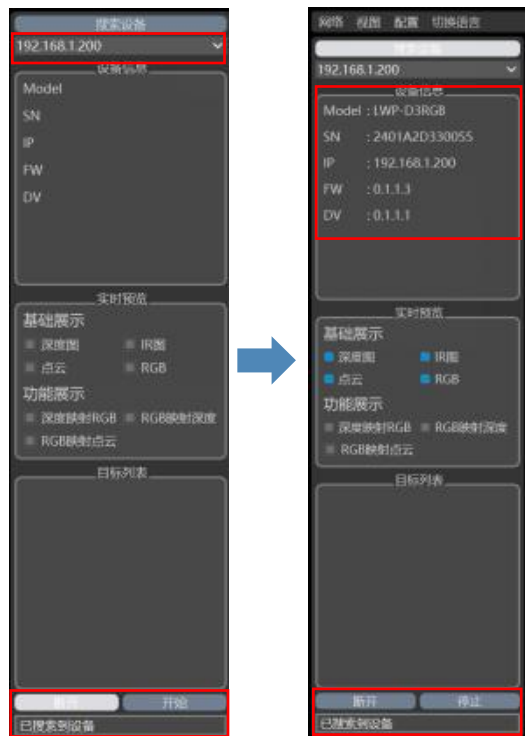 搜索设备
192.168.1.200
设备信息
Model
SN
IP
FW
DV
实时预览
基础展示
深度图 IR图
点云 RGB
功能展示
深度映射RGB RGB映射深度
RGB映射点云
目标列表
开始
已搜索到设备
网络 视图 配置 切换语言
192.168.1.200
设备信息
Model : LWP-D3RGB
SN : 2401A2D330055
IP : 192.168.1.200
FW : 0.1.1.3
DV : 0.1.1.1
实时预览
基础展示
深度图 IR图
点云 RGB
功能展示
深度映射RGB RGB映射深度
RGB映射点云
目标列表
断开 停止
已搜索到设备